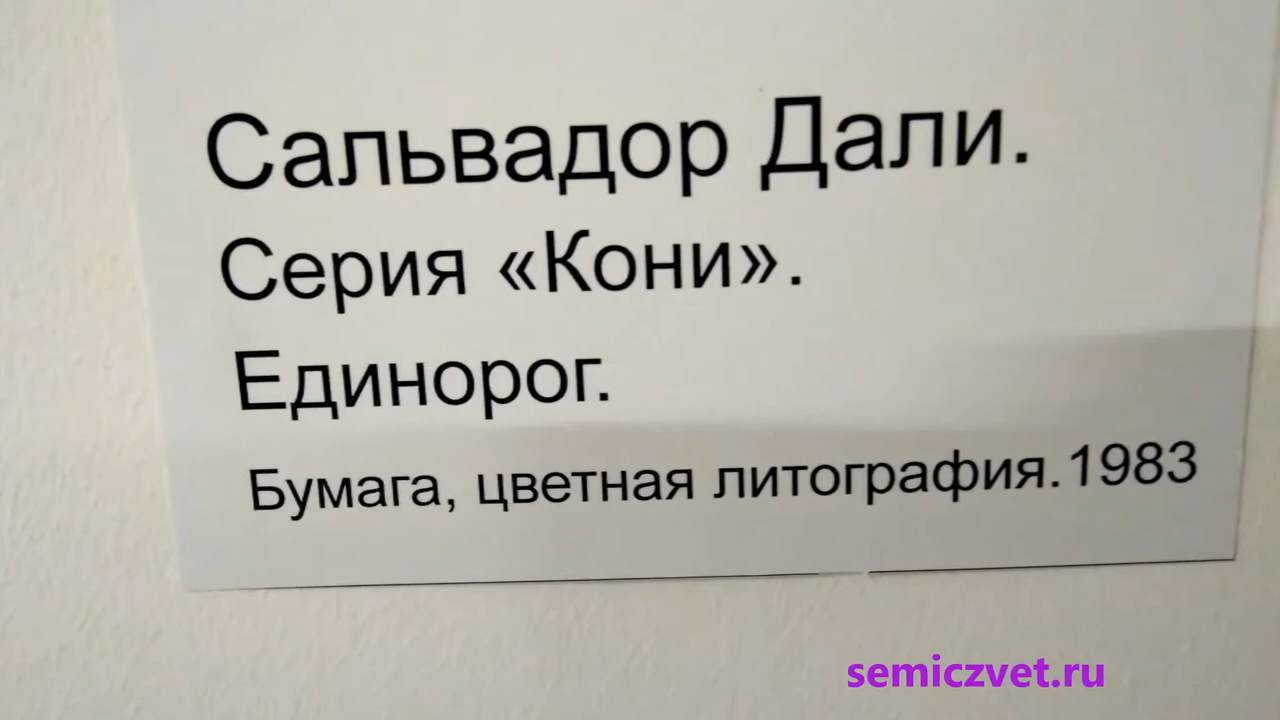 Сальвадор Дали.
Серия «Кони».
Единорог.
Бумага, цветная литография.1983
semiczvet.ru